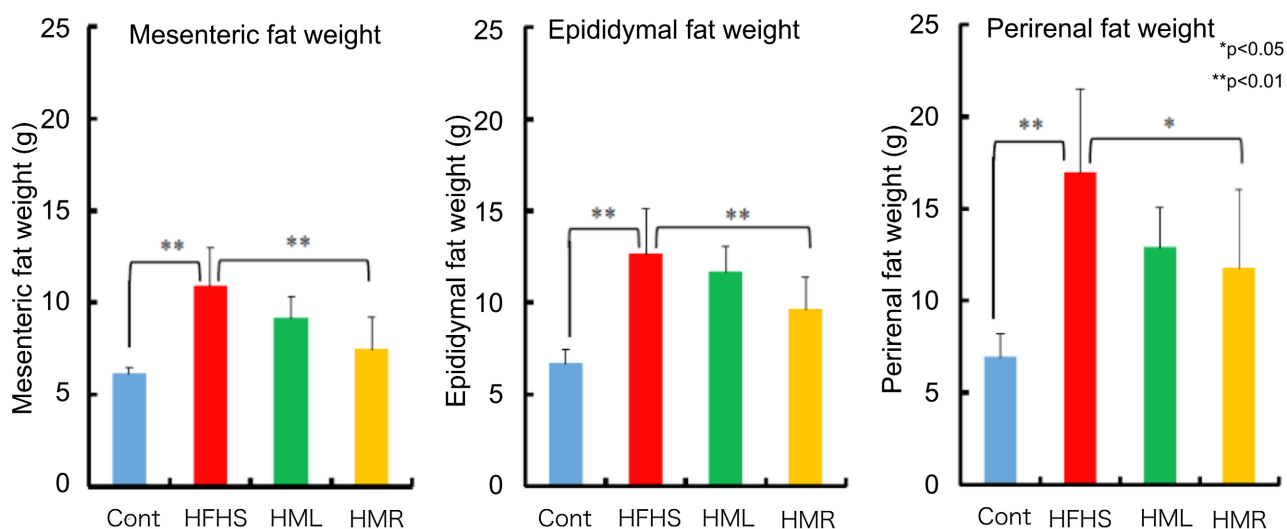 Mesenteric fat weight
Mesenteric fat weight (g)
25
20
15
10
5
0
**
**
Cont HFHS HML HMR
Epididymal fat weight
Epididymal fat weight (g)
25
20
15
10
5
0
**
**
Cont HFHS HML HMR
Perirenal fat weight
*p<0.05
**p<0.01
Perirenal fat weight (g)
25
20
15
10
5
0
**
*
Cont HFHS HML HMR